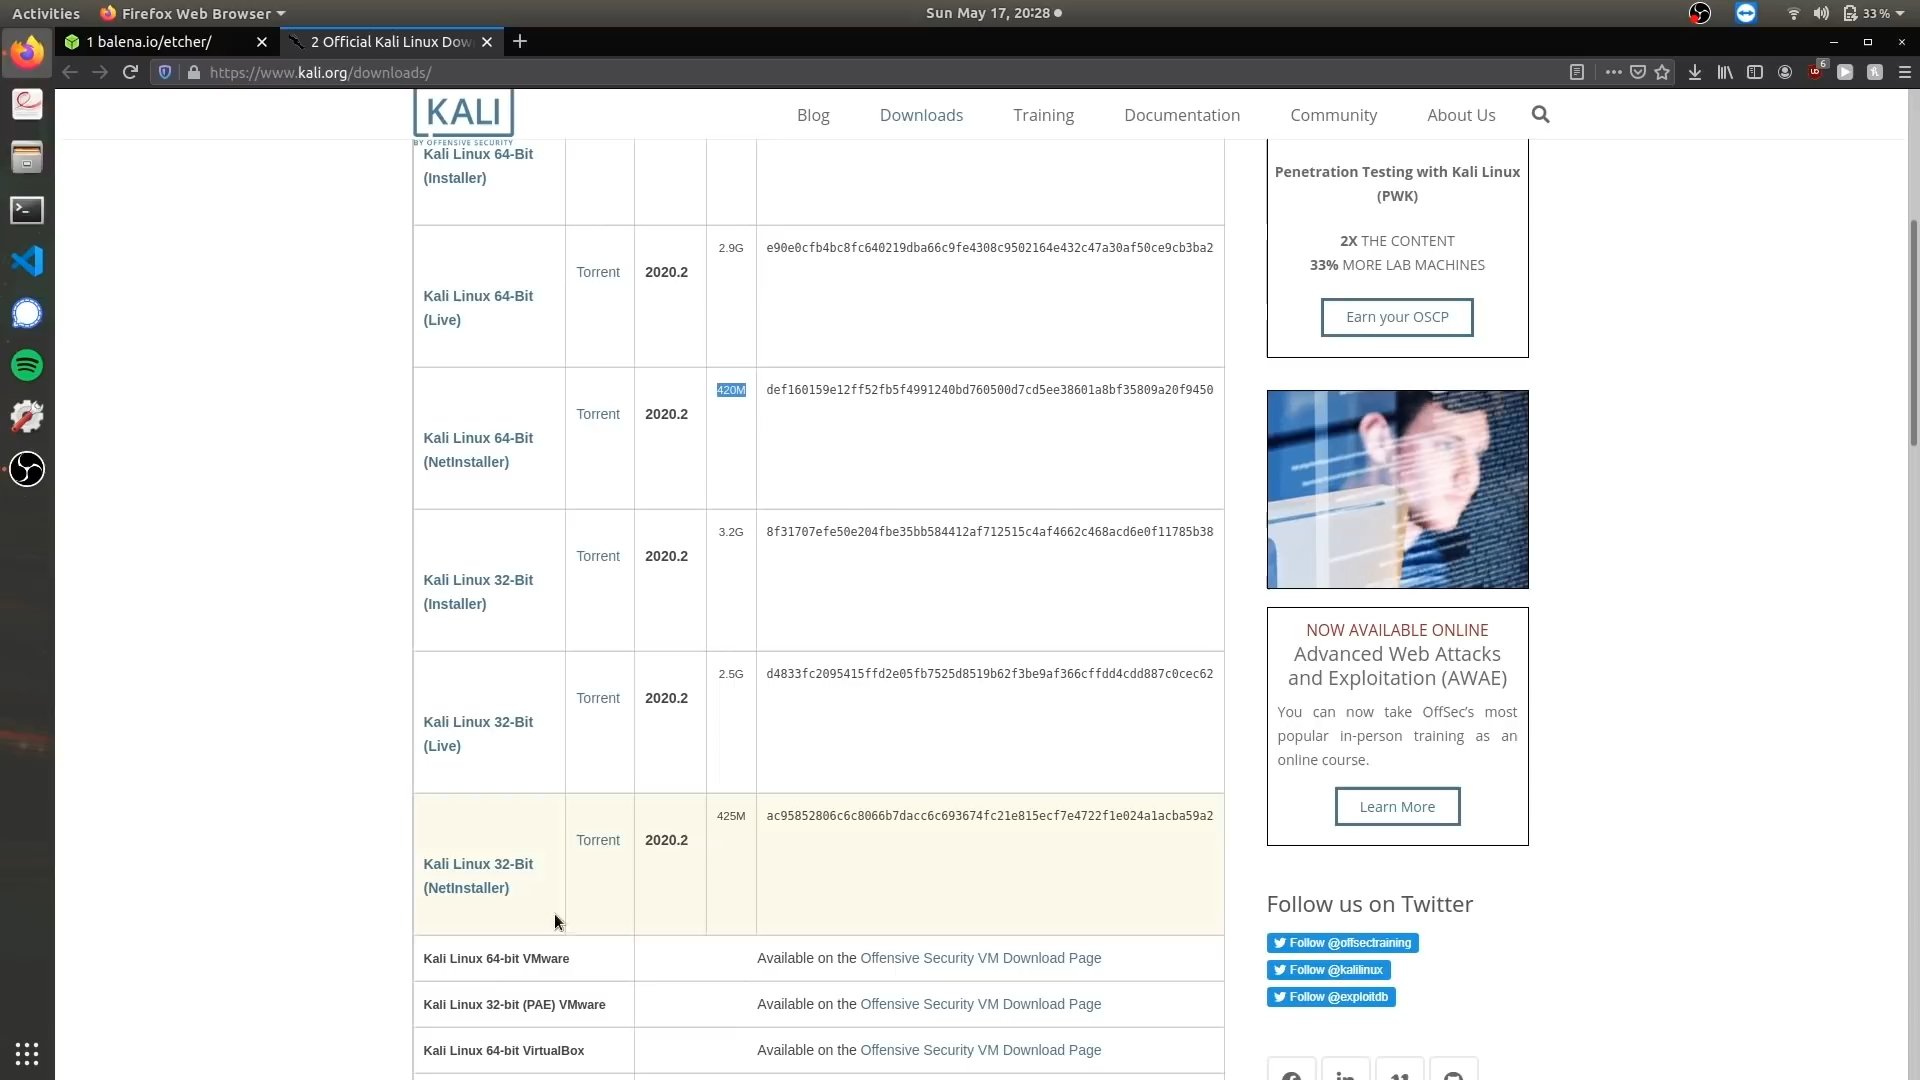 Activities
Firefox Web Browser
Sun May 17, 20:28
33 %
1 balena.io/etcher/
2 Official Kali Linux Dow
https://www.kali.org/downloads/
6
KALI
BY OFFENSIVE SECURITY
Blog
Downloads
Training
Documentation
Community
About Us
Kali Linux 64-Bit
(Installer)
Kali Linux 64-Bit
(Live)
Torrent
2020.2
2.9G
e90e0cfb4bc8fc640219dba66c9fe4308c9502164e432c47a30af50ce9cb3ba2
Kali Linux 64-Bit
(NetInstaller)
Torrent
2020.2
420M
def160159e12ff52fb5f4991240bd760500d7cd5ee38601a8bf35809a20f9450
Kali Linux 32-Bit
(Installer)
Torrent
2020.2
3.2G
8f31707efe50e204fbe35bb584412af712515c4af4662c468acd6e0f11785b38
Kali Linux 32-Bit
(Live)
Torrent
2020.2
2.5G
d4833fc2095415ffd2e05fb7525d8519b62f3be9af366cffdd4cdd887c0cec62
Kali Linux 32-Bit
(NetInstaller)
Torrent
2020.2
425M
ac95852806c6c8066b7dacc6c693674fc21e815ecf7e4722f1e024a1acba59a2
Kali Linux 64-bit VMware
Available on the Offensive Security VM Download Page
Kali Linux 32-bit (PAE) VMware
Available on the Offensive Security VM Download Page
Kali Linux 64-bit VirtualBox
Available on the Offensive Security VM Download Page
Penetration Testing with Kali Linux
(PWK)
2X THE CONTENT
33% MORE LAB MACHINES
Earn your OSCP
NOW AVAILABLE ONLINE
Advanced Web Attacks
and Exploitation (AWAE)
You can now take OffSec's most
popular in-person training as an
online course.
Learn More
Follow us on Twitter
Follow @offsectraining
Follow @kalilinux
Follow @exploitdb